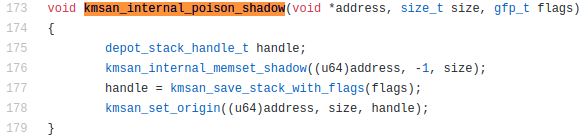 173 void kmsan_internal_poison_shadow(void *address, size_t size, gfp_t flags)
174 {
175         depot_stack_handle_t handle;
176         kmsan_internal_memset_shadow((u64)address, -1, size);
177         handle = kmsan_save_stack_with_flags(flags);
178         kmsan_set_origin((u64)address, size, handle);
179 }